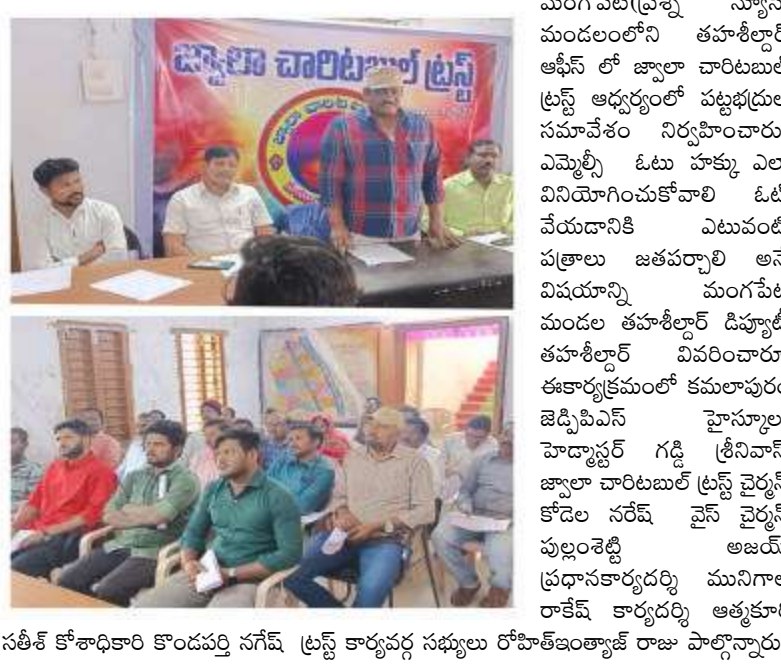 జ్వాలా చారిటబుల్ ట్రస్ట్
మండలంలోని తహశీల్దార్
ఆఫీస్ లో జ్వాలా చారిటబుల్
ట్రస్ట్ ఆధ్వర్యంలో పట్టభద్రుల
సమావేశం నిర్వహించారు
ఎమ్మెల్సీ ఓటు హక్కు ఎలా
వినియోగించుకోవాలి ఓటు
వేయడానికి ఎటువంటి
పత్రాలు జతపర్చాలి అనే
విషయాన్ని మంగపేట
మండల తహశీల్దార్ డిప్యూటీ
తహశీల్దార్ వివరించారు
ఈకార్యక్రమంలో కమలాపురం
జెడ్పిపిఎస్ హైస్కూల్
హెడ్మాస్టర్ గడ్డి శ్రీనివాస్
జ్వాలా చారిటబుల్ ట్రస్ట్ చైర్మన్
కోడెల నరేష్ వైస్ చైర్మన్
పుల్లంశెట్టి అజయ్
ప్రధానకార్యదర్శి మునిగాల
రాకేష్ కార్యదర్శి ఆత్మకూరి
సతీశ్ కోశాధికారి కొండపర్తి నగేష్ ట్రస్ట్ కార్యవర్గ సభ్యులు రోహిత్ఇంత్యాజ్ రాజు పాల్గొన్నారు